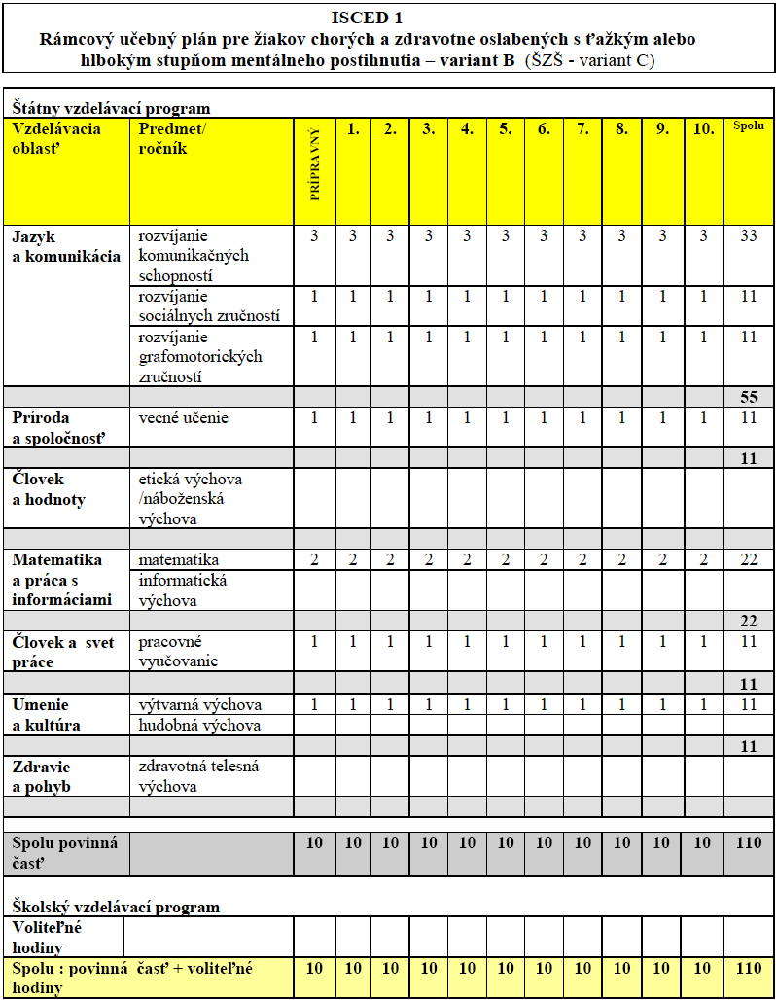 ISCED 1
Rámcový učebný plán pre žiakov chorých a zdravotne oslabených s ťažkým alebo
hlbokým stupňom mentálneho postihnutia – variant B (ŠZŠ - variant C)
Štátny vzdelávací program
Vzdelávacia oblasť Predmet/ ročník PRÍPRAVNÝ 1. 2. 3. 4. 5. 6. 7. 8. 9. 10. Spolu
Jazyk rozvíjanie 3 3 3 3 3 3 3 3 3 3 3 33
a komunikácia komunikačných
schopností
rozvíjanie 1 1 1 1 1 1 1 1 1 1 1 11
sociálnych zručností
rozvíjanie 1 1 1 1 1 1 1 1 1 1 1 11
grafomotorických
zručností
55
Príroda vecné učenie 1 1 1 1 1 1 1 1 1 1 1 11
a spoločnosť
11
Človek etická výchova
a hodnoty /náboženská
výchova
Matematika matematika 2 2 2 2 2 2 2 2 2 2 2 22
a práca s informatická
informáciami výchova
22
Človek a svet pracovné 1 1 1 1 1 1 1 1 1 1 1 11
práce vyučovanie
11
Umenie výtvarná výchova 1 1 1 1 1 1 1 1 1 1 1 11
a kultúra hudobná výchova
11
Zdravie zdravotná telesná
a pohyb výchova
Spolu povinná 10 10 10 10 10 10 10 10 10 10 10 110
časť
Školský vzdelávací program
Voliteľné
hodiny
Spolu : povinná časť + voliteľné 10 10 10 10 10 10 10 10 10 10 10 110
hodiny